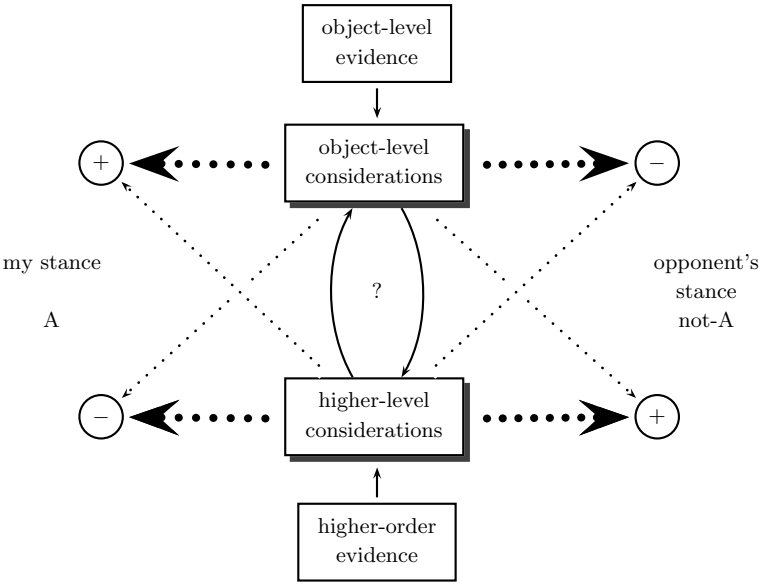 object-level
evidence
object-level
considerations
+
−
my stance
A
?
opponent's
stance
not-A
−
higher-level
considerations
+
higher-order
evidence